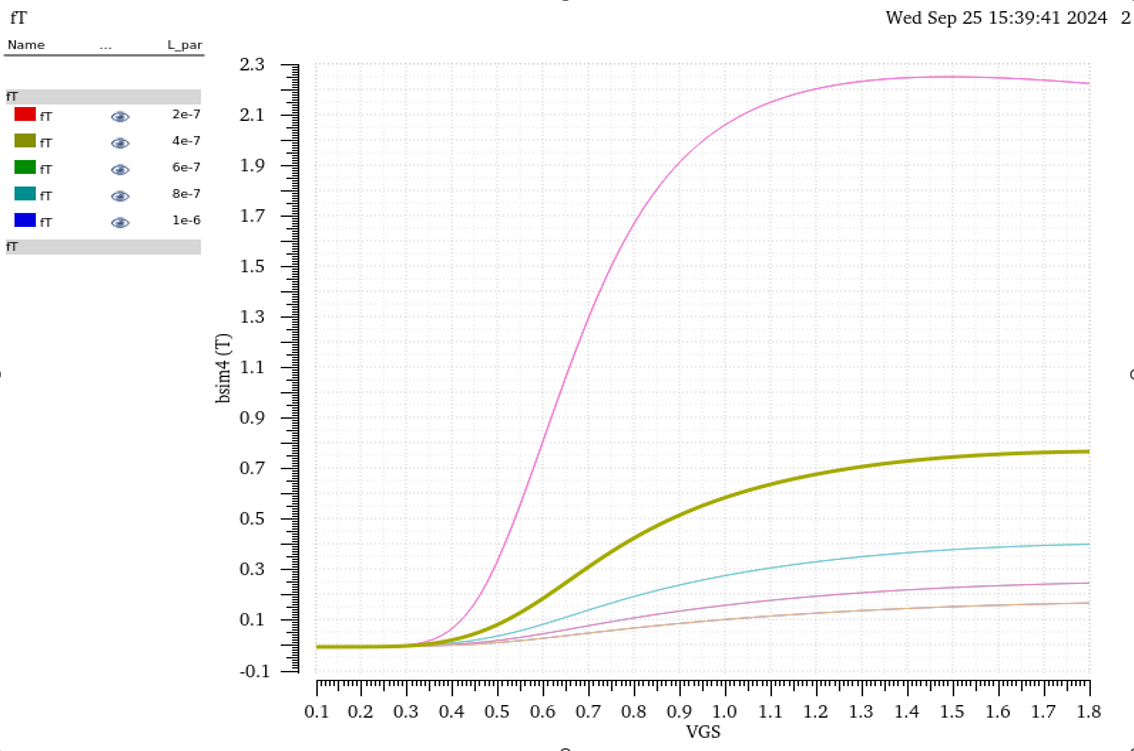 fT
Wed Sep 25 15:39:41 2024 2
Name ... L_par
fT
fT 2e-7
fT 4e-7
fT 6e-7
fT 8e-7
fT 1e-6
fT
bsim4 (T)
2.3
2.1
1.9
1.7
1.5
1.3
1.1
0.9
0.7
0.5
0.3
0.1
-0.1
0.1 0.2 0.3 0.4 0.5 0.6 0.7 0.8 0.9 1.0 1.1 1.2 1.3 1.4 1.5 1.6 1.7 1.8
VGS